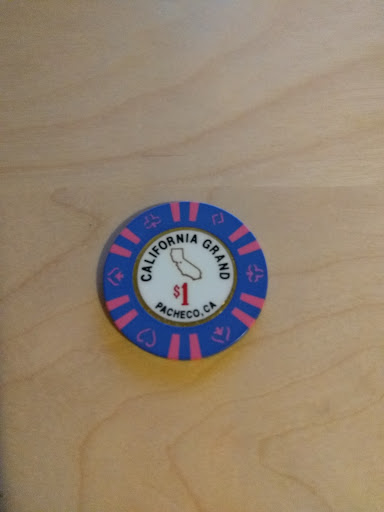 CALIFORNIA GRAND
$1
PACHECO, CA